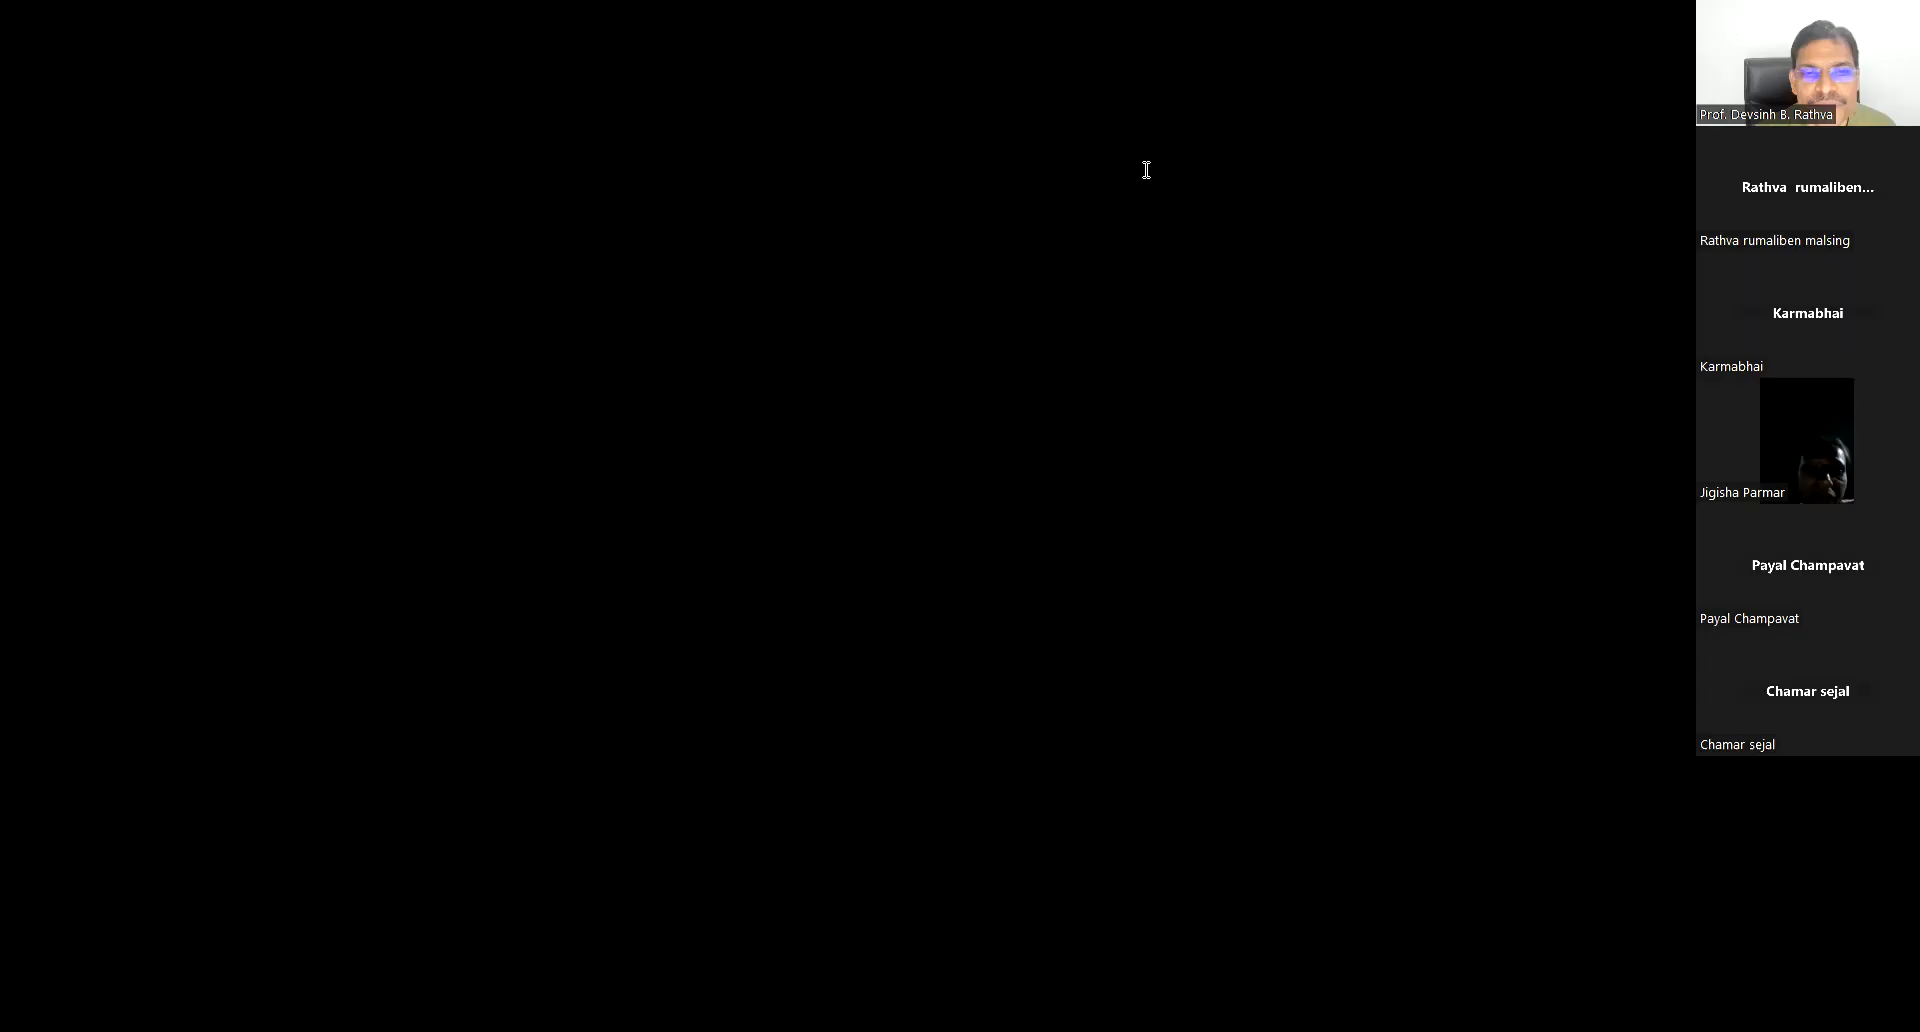 Prof. Devsinh B. Rathva
Rathva rumaliben...
Rathva rumaliben malsing
Karmabhai
Karmabhai
Jigisha Parmar
Payal Champavat
Payal Champavat
Chamar sejal
Chamar sejal